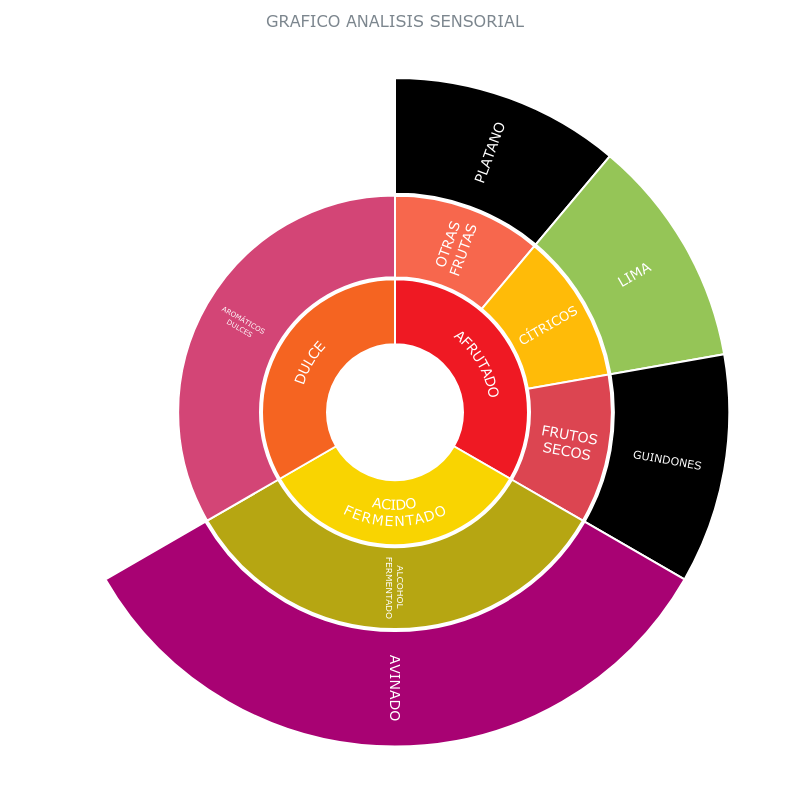 GRAFICO ANALISIS SENSORIAL
PLATANO
OTRAS
FRUTAS
LIMA
CÍTRICOS
AROMÁTICOS
DULCES
DULCE
AFRUTADO
FRUTOS
SECOS
GUINDONES
ACIDO
FERMENTADO
ALCOHOL
FERMENTADO
AVINADO